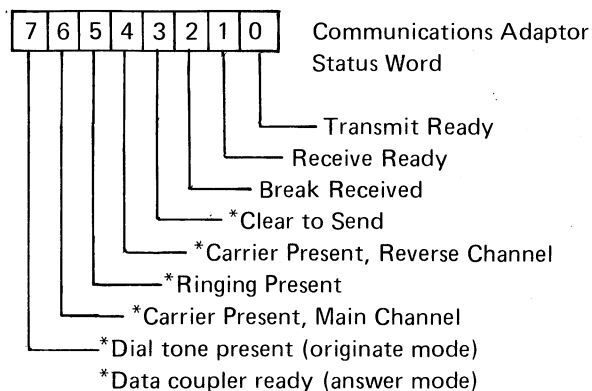 7 6 5 4 3 2 1 0 Communications Adaptor
Status Word
Transmit Ready
Receive Ready
Break Received
*Clear to Send
*Carrier Present, Reverse Channel
*Ringing Present
*Carrier Present, Main Channel
*Dial tone present (originate mode)
*Data coupler ready (answer mode)